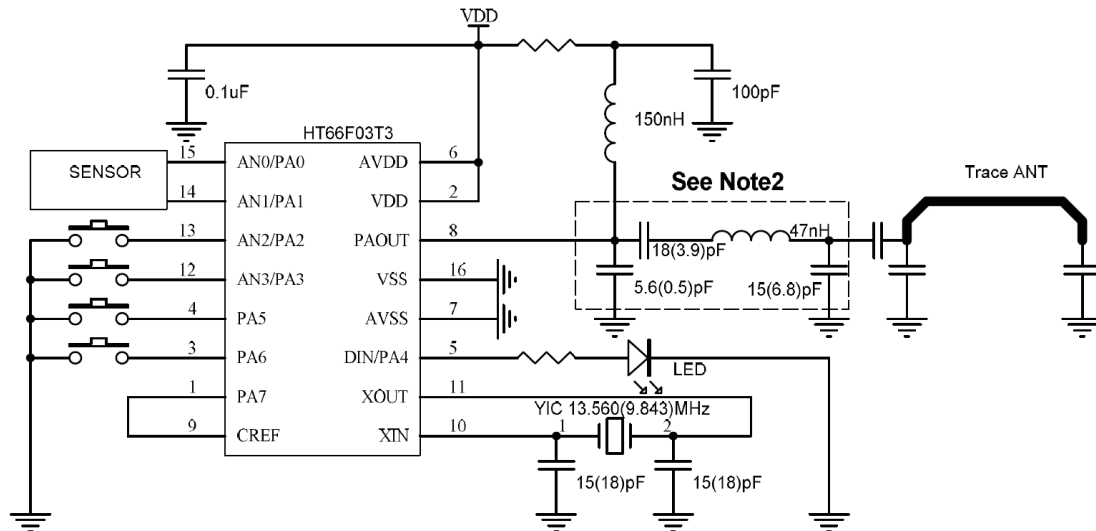 VDD
0.1uF
100pF
150nH
HT66F03T3
SENSOR
15 AN0/PA0 AVDD 6
14 AN1/PA1 VDD 2
13 AN2/PA2 PAOUT 8
12 AN3/PA3 VSS 16
4 PA5 AVSS 7
3 PA6 DIN/PA4 5
1 PA7 XOUT 11
9 CREF XIN 10
See Note2
Trace ANT
47nH
18(3.9)pF
5.6(0.5)pF
15(6.8)pF
LED
YIC 13.560(9.843)MHz
1 2
15(18)pF
15(18)pF